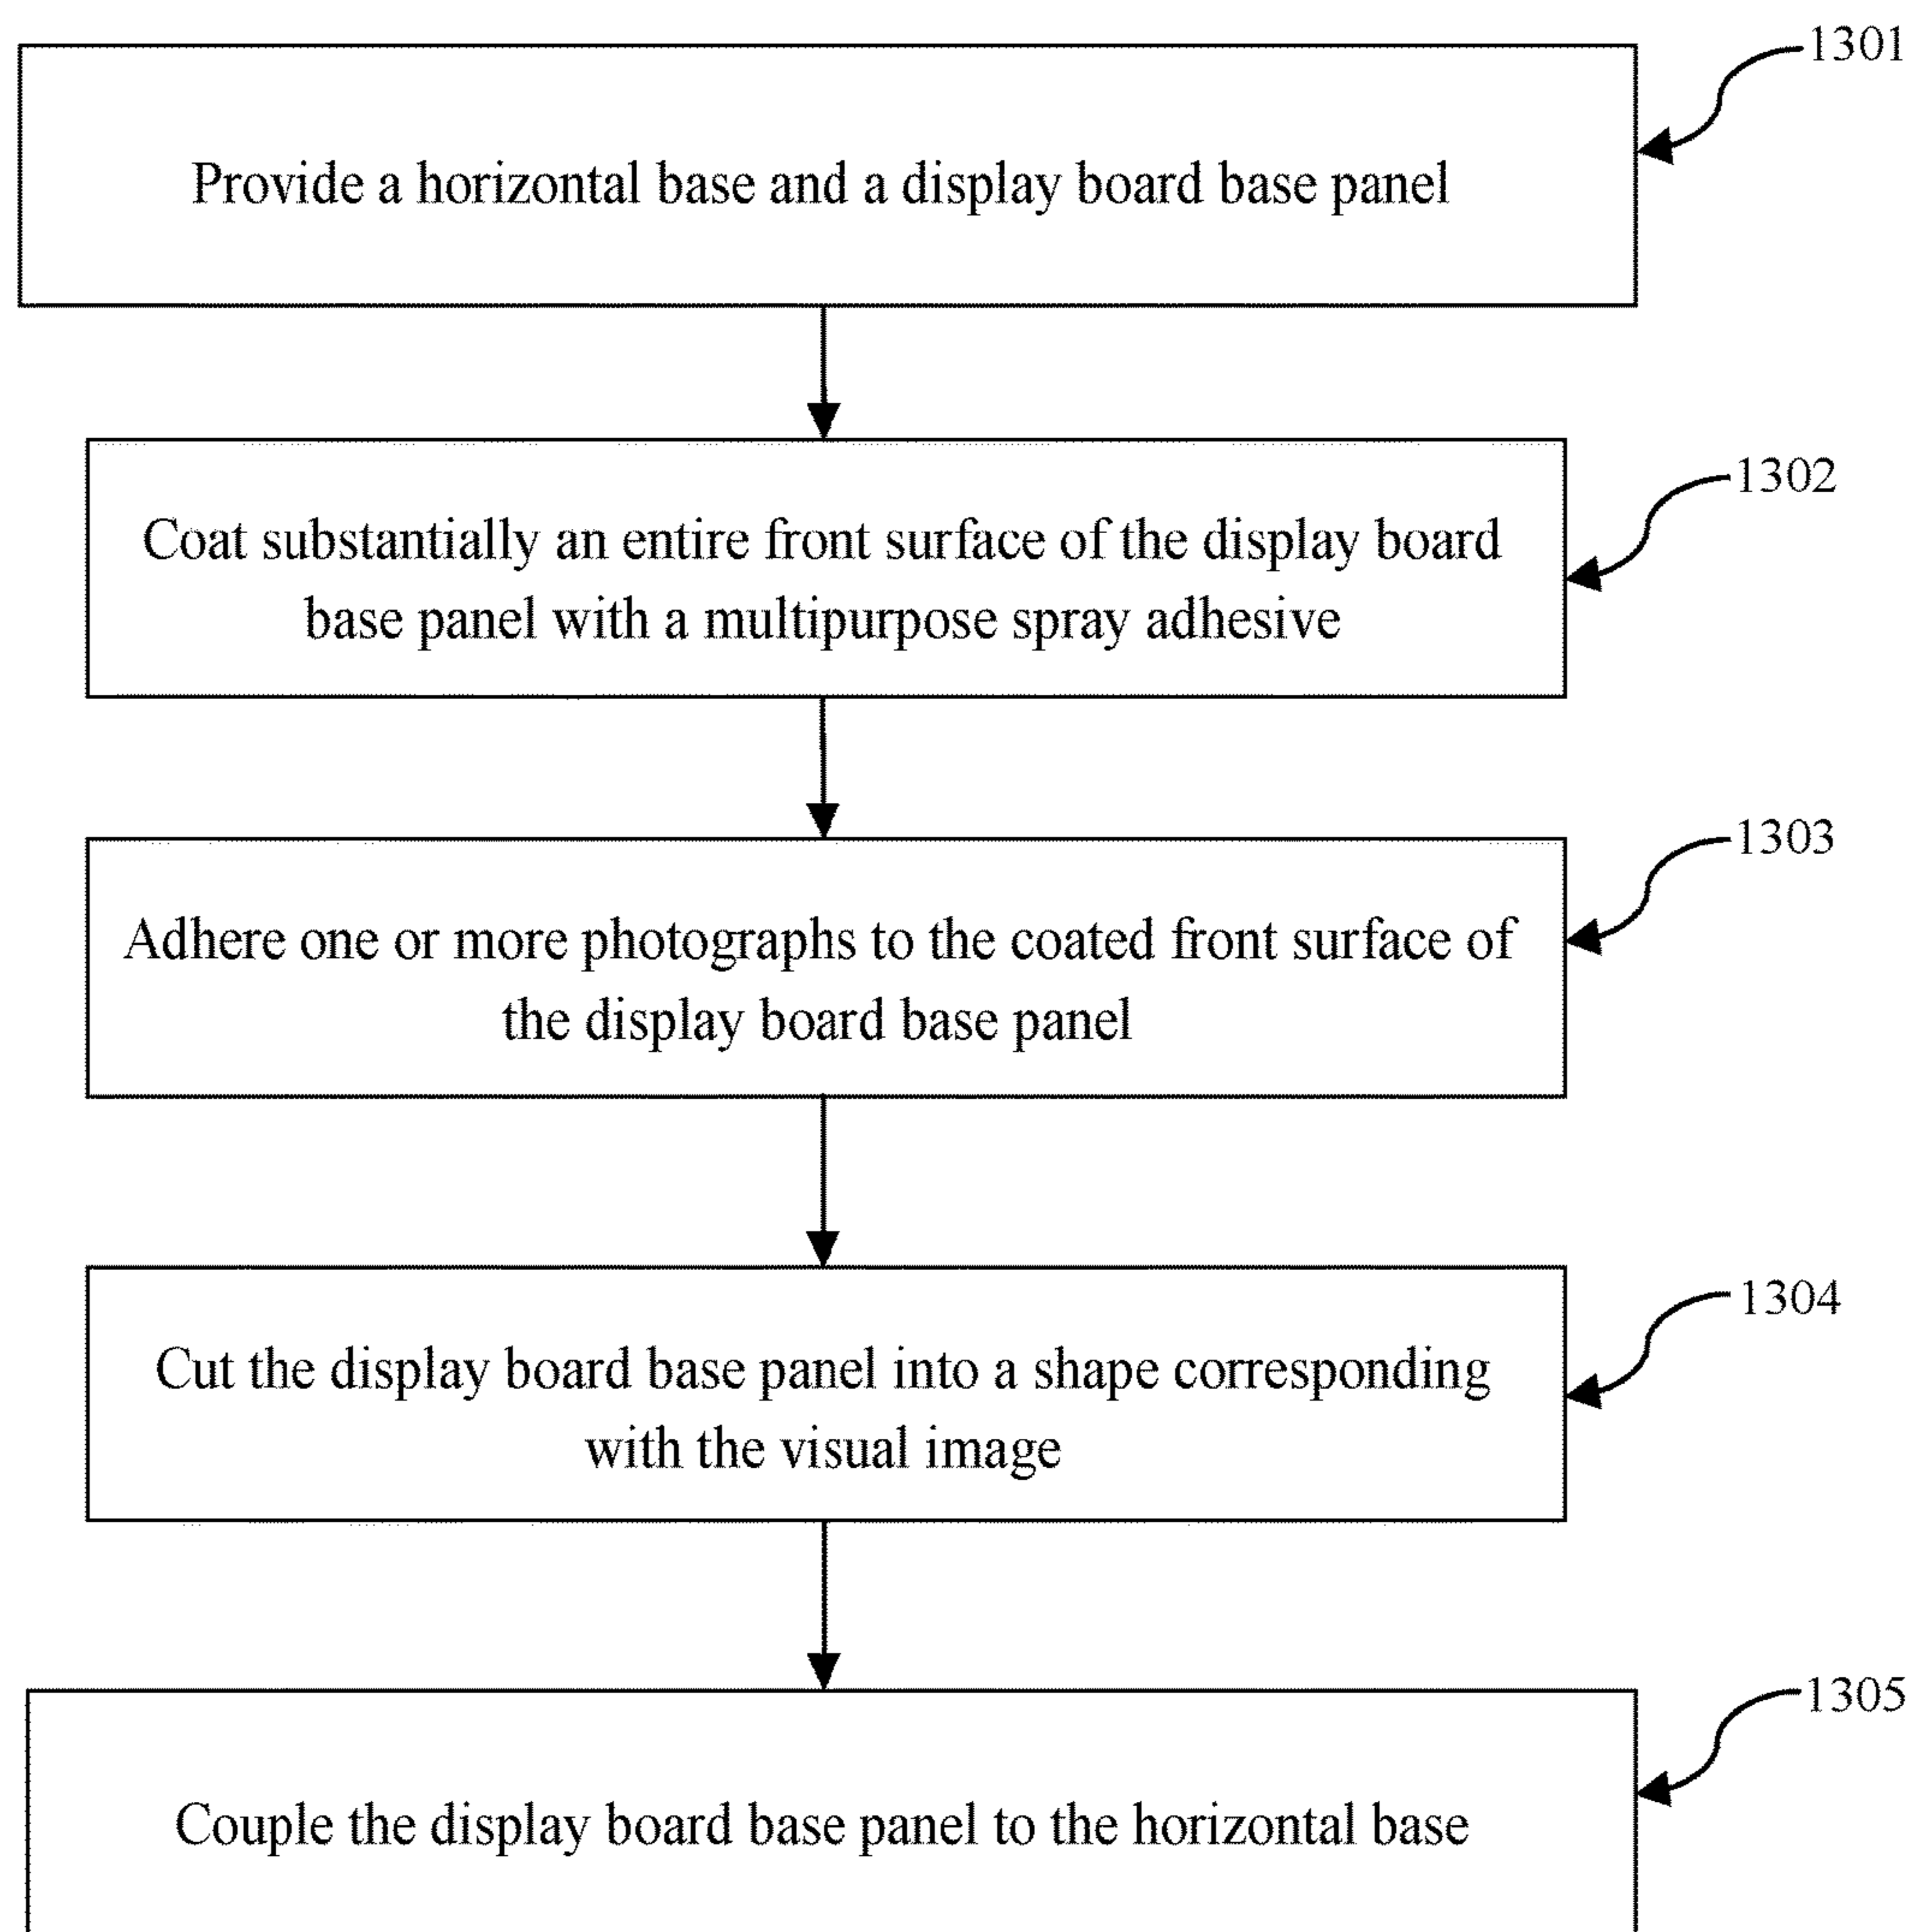 1301
Provide a horizontal base and a display board base panel
1302
Coat substantially an entire front surface of the display board
base panel with a multipurpose spray adhesive
1303
Adhere one or more photographs to the coated front surface of
the display board base panel
1304
Cut the display board base panel into a shape corresponding
with the visual image
1305
Couple the display board base panel to the horizontal base